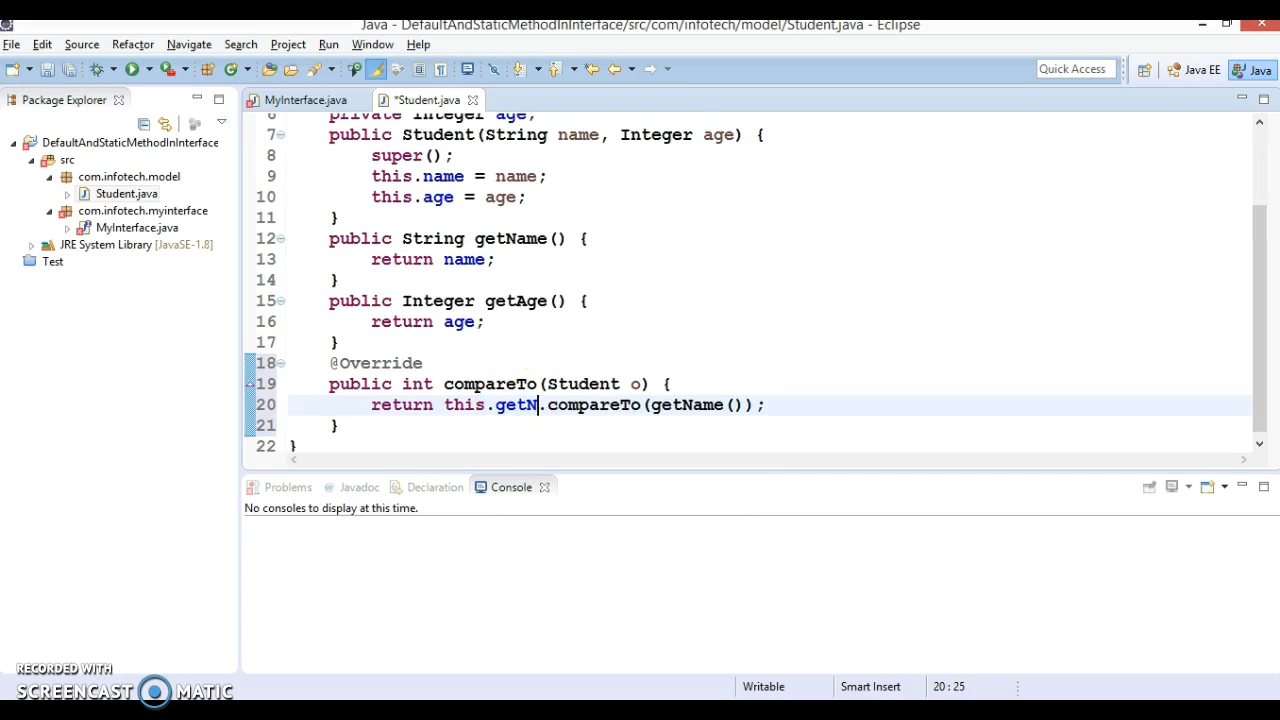 Java - DefaultAndStaticMethodInInterface/src/com/infotech/model/Student.java - Eclipse
File Edit Source Refactor Navigate Search Project Run Window Help
Quick Access Java EE Java
Package Explorer MyInterface.java *Student.java
DefaultAndStaticMethodInInterface
src
com.infotech.model
Student.java
com.infotech.myinterface
MyInterface.java
JRE System Library [JavaSE-1.8]
Test
6 private Integer age;
7 public Student(String name, Integer age) {
8 super();
9 this.name = name;
10 this.age = age;
11 }
12 public String getName() {
13 return name;
14 }
15 public Integer getAge() {
16 return age;
17 }
18 @Override
19 public int compareTo(Student o) {
20 return this.getN.compareTo(getName());
21 }
22 }
Problems Javadoc Declaration Console
No consoles to display at this time.
Writable Smart Insert 20 : 25
RECORDED WITH
SCREENCAST MATIC